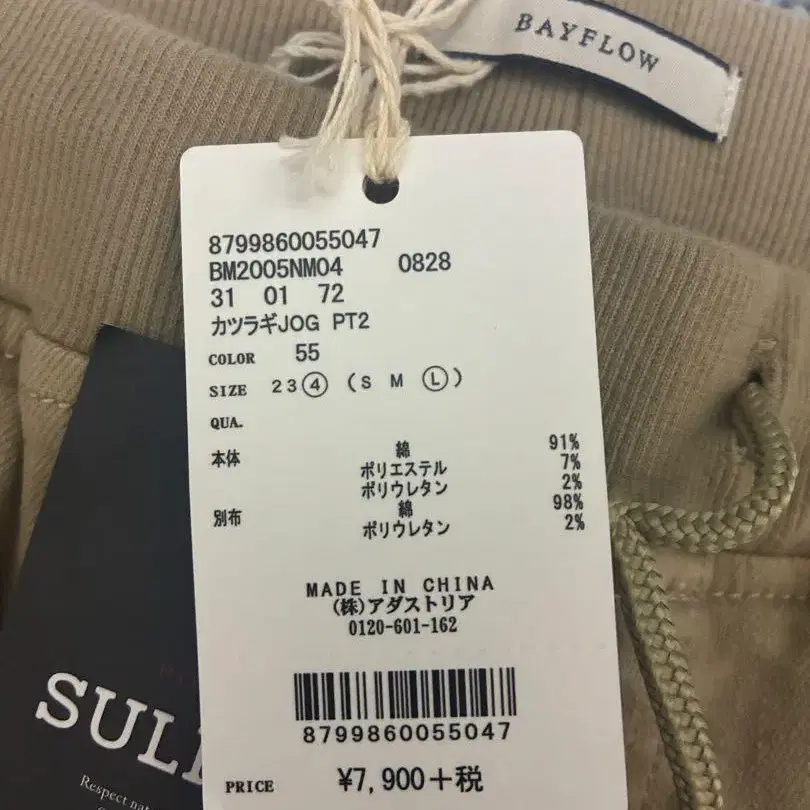 BAYFLOW
8799860055047
BM2005NM04 0828
31 01 72
カツラギJOG PT2
COLOR 55
SIZE 23④ (S M Ⓛ)
QUA.
本体 綿 91%
ポリエステル 7%
ポリウレタン 2%
別布 綿 98%
ポリウレタン 2%
MADE IN CHINA
(株)アダストリア
0120-601-162
8799860055047
PRICE ¥7,900+税
SUL
Respect